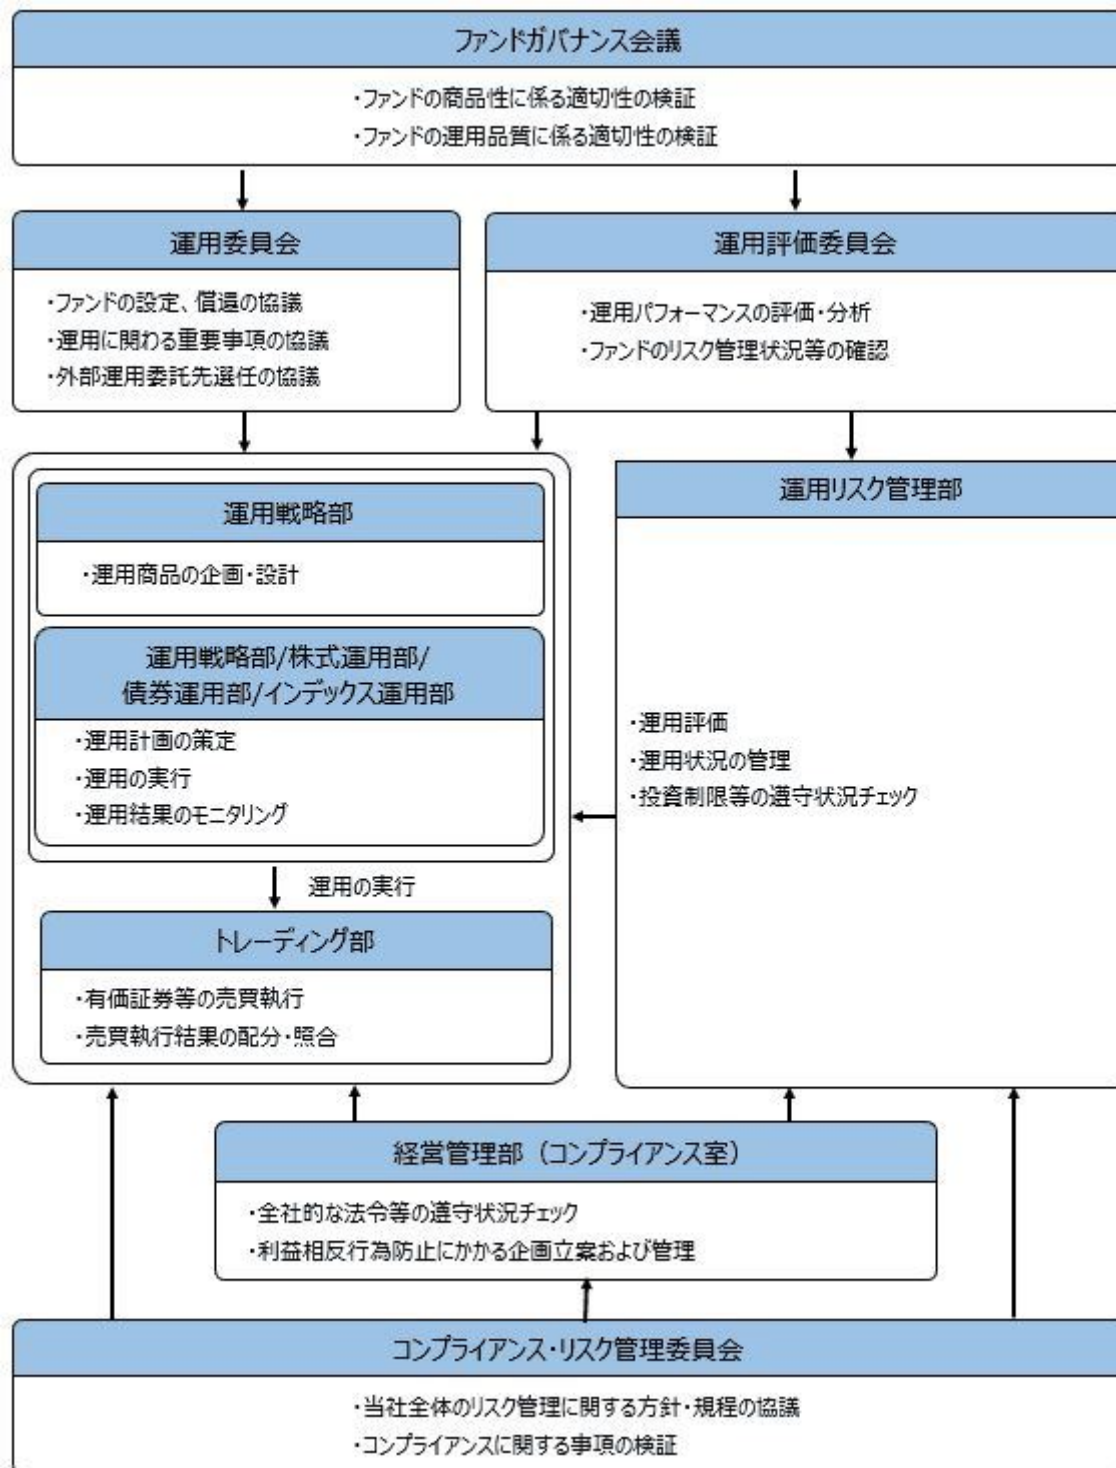 ファンドガバナンス会議
・ファンドの商品性に係る適切性の検証
・ファンドの運用品質に係る適切性の検証
運用委員会
・ファンドの設定、償還の協議
・運用に関わる重要事項の協議
・外部運用委託先選任の協議
運用評価委員会
・運用パフォーマンスの評価・分析
・ファンドのリスク管理状況等の確認
運用戦略部
・運用商品の企画・設計
運用戦略部/株式運用部/
債券運用部/インデックス運用部
・運用計画の策定
・運用の実行
・運用結果のモニタリング
運用の実行
トレーディング部
・有価証券等の売買執行
・売買執行結果の配分・照合
運用リスク管理部
・運用評価
・運用状況の管理
・投資制限等の遵守状況チェック
経営管理部（コンプライアンス室）
・全社的な法令等の遵守状況チェック
・利益相反行為防止にかかる企画立案および管理
コンプライアンス・リスク管理委員会
・当社全体のリスク管理に関する方針・規程の協議
・コンプライアンスに関する事項の検証